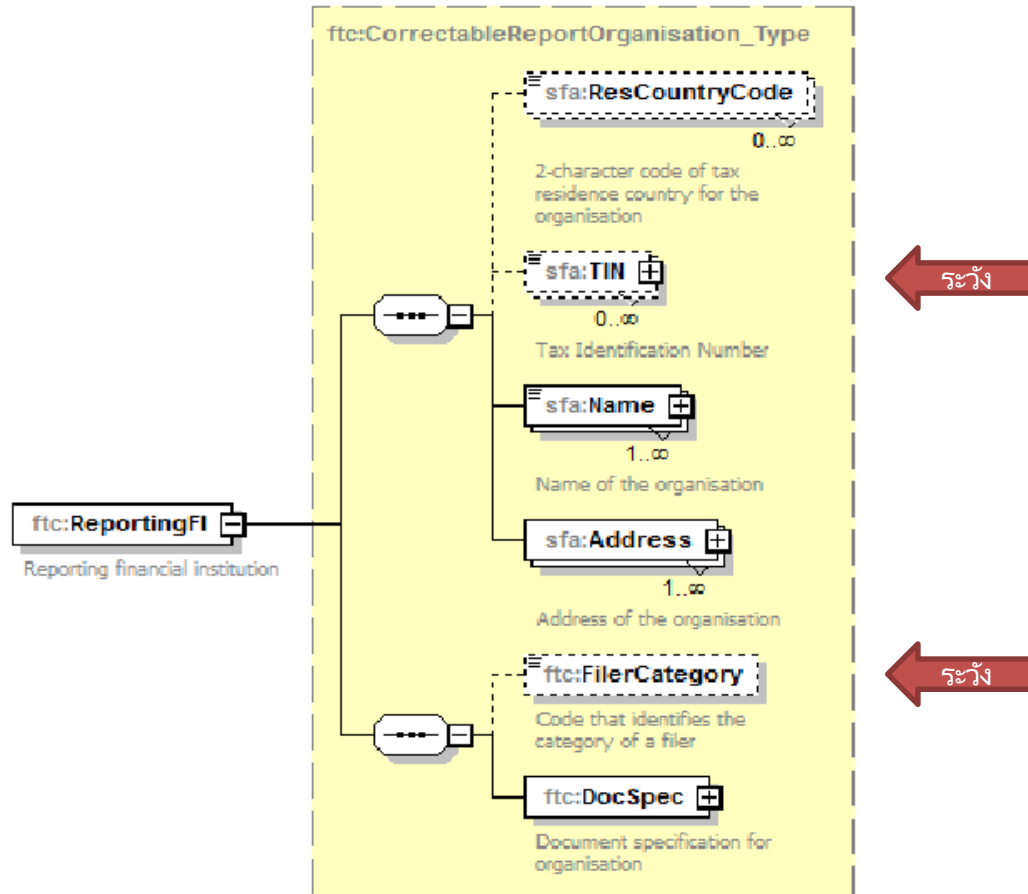 ftc:CorrectableReportOrganisation_Type
sfa:ResCountryCode
0..∞
2-character code of tax
residence country for the
organisation
sfa:TIN
ระวัง
0..∞
Tax Identification Number
sfa:Name
1..∞
Name of the organisation
ftc:ReportingFI
Reporting financial institution
sfa:Address
1..∞
Address of the organisation
ftc:FilerCategory
ระวัง
Code that identifies the
category of a filer
ftc:DocSpec
Document specification for
organisation